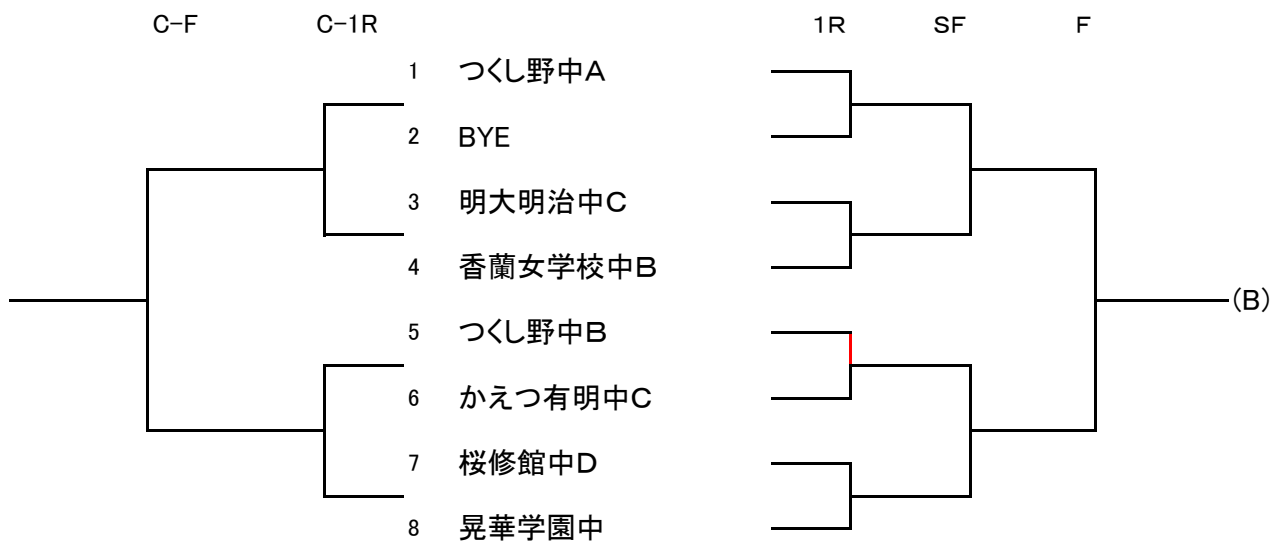 C-F C-1R 1R SF F
1 つくし野中A
2 BYE
3 明大明治中C
4 香蘭女学校中B
(B)
5 つくし野中B
6 かえつ有明中C
7 桜修館中D
8 晃華学園中